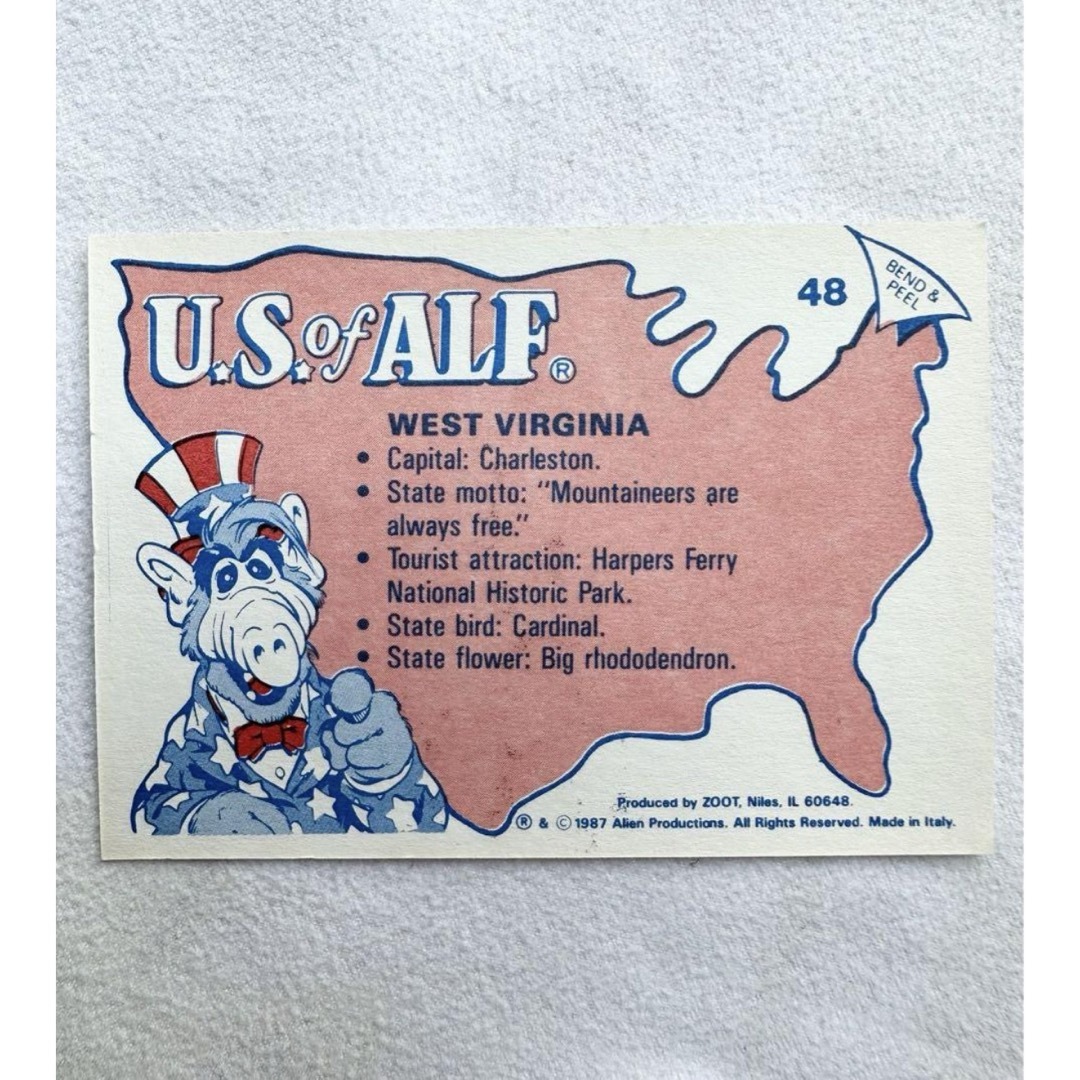 U.S. of ALF®
48
BEND &
PEEL
WEST VIRGINIA
• Capital: Charleston.
• State motto: “Mountaineers are
always free.”
• Tourist attraction: Harpers Ferry
National Historic Park.
• State bird: Cardinal.
• State flower: Big rhododendron.
Produced by ZOOT, Niles, IL 60648.
® & © 1987 Alien Productions. All Rights Reserved. Made in Italy.